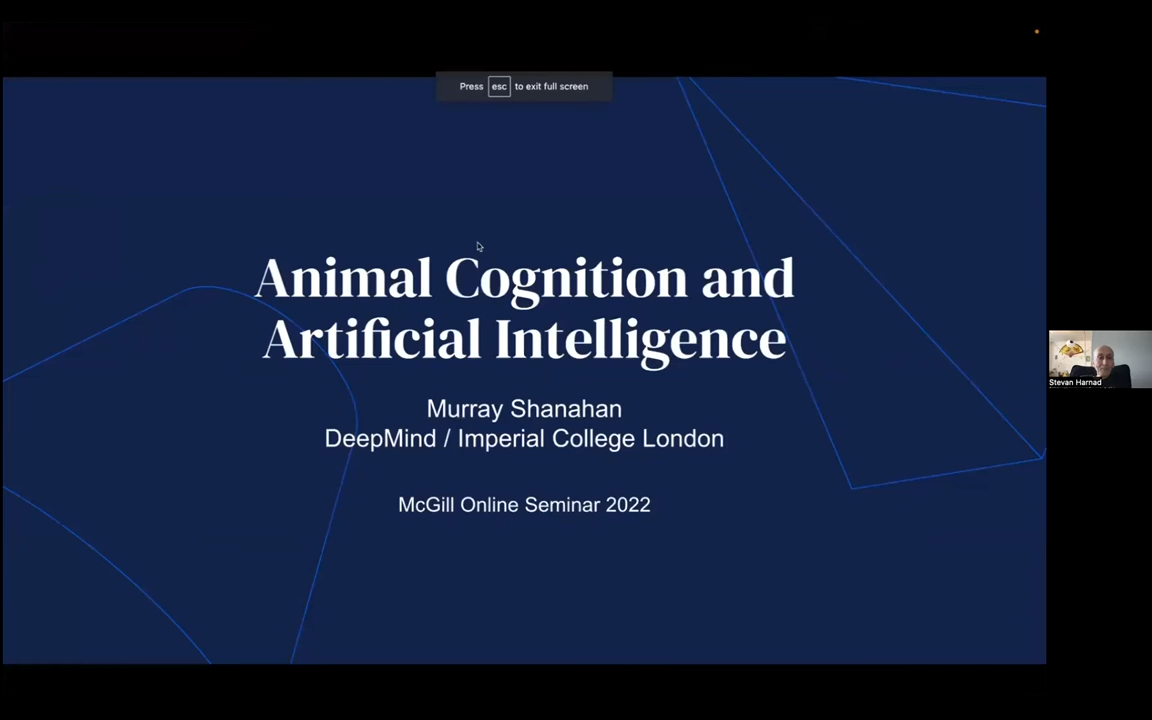 Press esc to exit full screen
Animal Cognition and
Artificial Intelligence
Murray Shanahan
DeepMind / Imperial College London
McGill Online Seminar 2022
Stevan Harnad